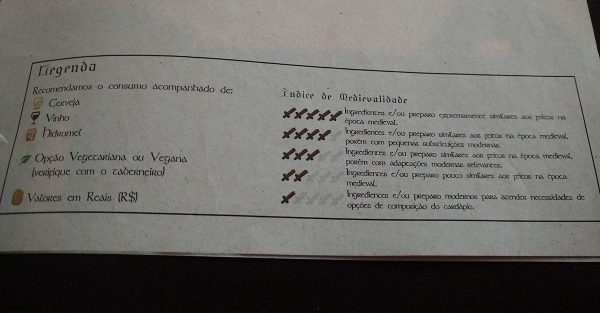 Legenda
Recomendamos o consumo acompanhado de:
Cerveja
Vinho
Hidromel
Opção Vegetariana ou Vegana
(verifique com o taberneiro)
Valores em Reais (R$)
Índice de Medievalidade
Ingredientes e/ou preparo extremamente similares aos feitos na
época medieval.
Ingredientes e/ou preparo similares aos feitos na época medieval,
porém com pequenas substituições modernas.
Ingredientes e/ou preparo similares aos feitos na época medieval,
porém com adaptações modernas relevantes.
Ingredientes e/ou preparo pouco similares aos feitos na época
medieval.
Ingredientes e/ou preparo modernos para atender necessidades de
opções de composição do cardápio.